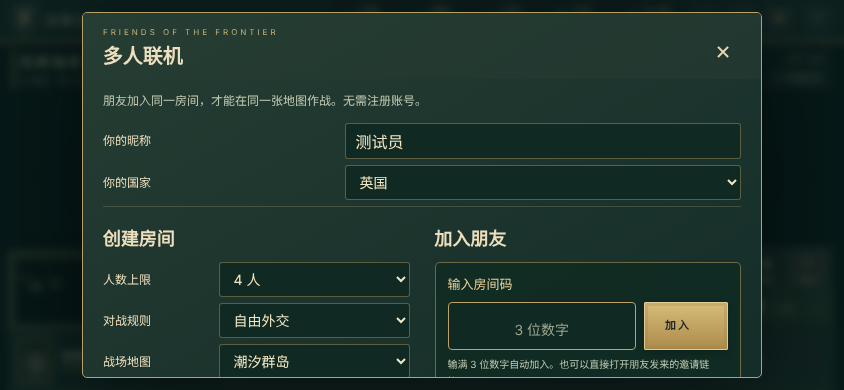 FRIENDS OF THE FRONTIER
多人联机
×
朋友加入同一房间，才能在同一张地图作战。无需注册账号。
你的昵称
测试员
你的国家
英国
创建房间
人数上限
4 人
对战规则
自由外交
战场地图
潮汐群岛
加入朋友
输入房间码
3 位数字
加入
输满 3 位数字自动加入。也可以直接打开朋友发来的邀请链